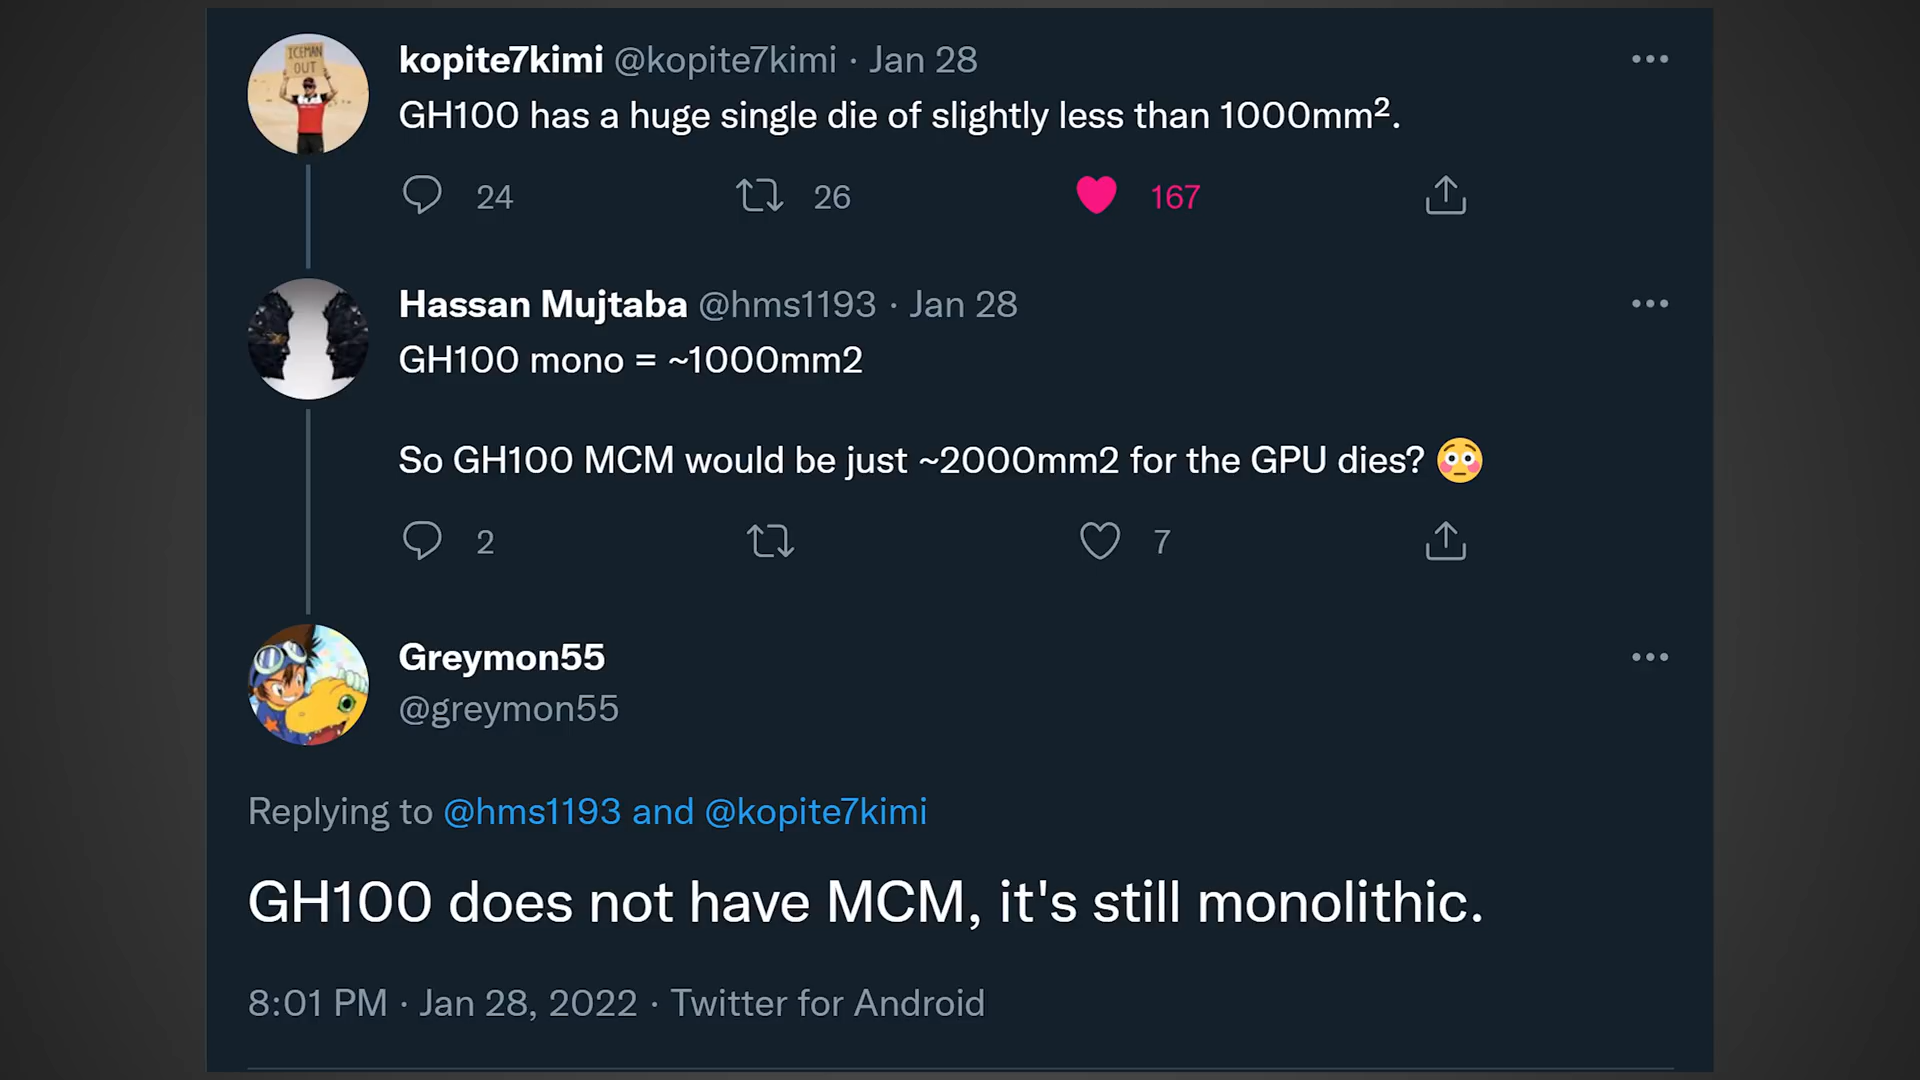 ICEMAN
OUT
kopite7kimi @kopite7kimi · Jan 28
GH100 has a huge single die of slightly less than 1000mm².
24 26 167
Hassan Mujtaba @hms1193 · Jan 28
GH100 mono = ~1000mm2
So GH100 MCM would be just ~2000mm2 for the GPU dies? 😳
2 7
Greymon55
@greymon55
Replying to @hms1193 and @kopite7kimi
GH100 does not have MCM, it's still monolithic.
8:01 PM · Jan 28, 2022 · Twitter for Android